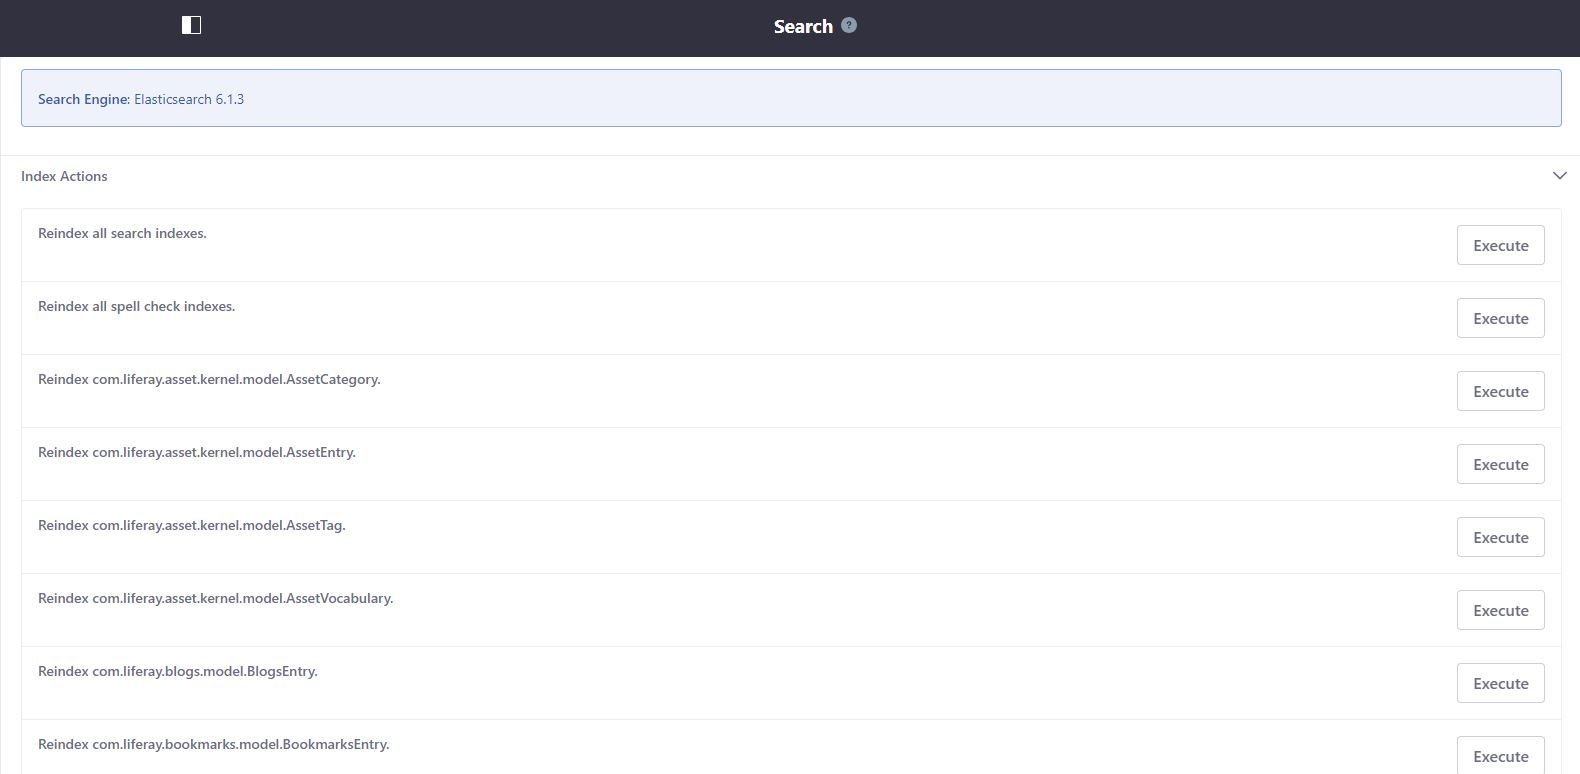 Search ?
Search Engine: Elasticsearch 6.1.3
Index Actions
Reindex all search indexes.
Execute
Reindex all spell check indexes.
Execute
Reindex com.liferay.asset.kernel.model.AssetCategory.
Execute
Reindex com.liferay.asset.kernel.model.AssetEntry.
Execute
Reindex com.liferay.asset.kernel.model.AssetTag.
Execute
Reindex com.liferay.asset.kernel.model.AssetVocabulary.
Execute
Reindex com.liferay.blogs.model.BlogsEntry.
Execute
Reindex com.liferay.bookmarks.model.BookmarksEntry.
Execute